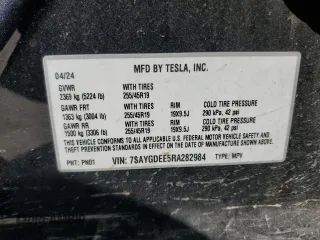 04/24 MFD BY TESLA, INC.
GVWR WITH TIRES
2369 kg (5224 lb) 255/45R19
GAWR FRT WITH TIRES RIM COLD TIRE PRESSURE
1363 kg (3004 lb) 255/45R19 19X9.5J 290 kPa, 42 psi
GAWR RR WITH TIRES RIM COLD TIRE PRESSURE
1500 kg (3306 lb) 255/45R19 19X9.5J 290 kPa, 42 psi
THIS VEHICLE CONFORMS TO ALL APPLICABLE U.S. FEDERAL MOTOR VEHICLE SAFETY AND
THEFT PREVENTION STANDARDS IN EFFECT ON THE DATE OF MANUFACTURE SHOWN ABOVE.
PNT: PN01 VIN: 7SAYGDEE5RA282984 TYPE: MPV